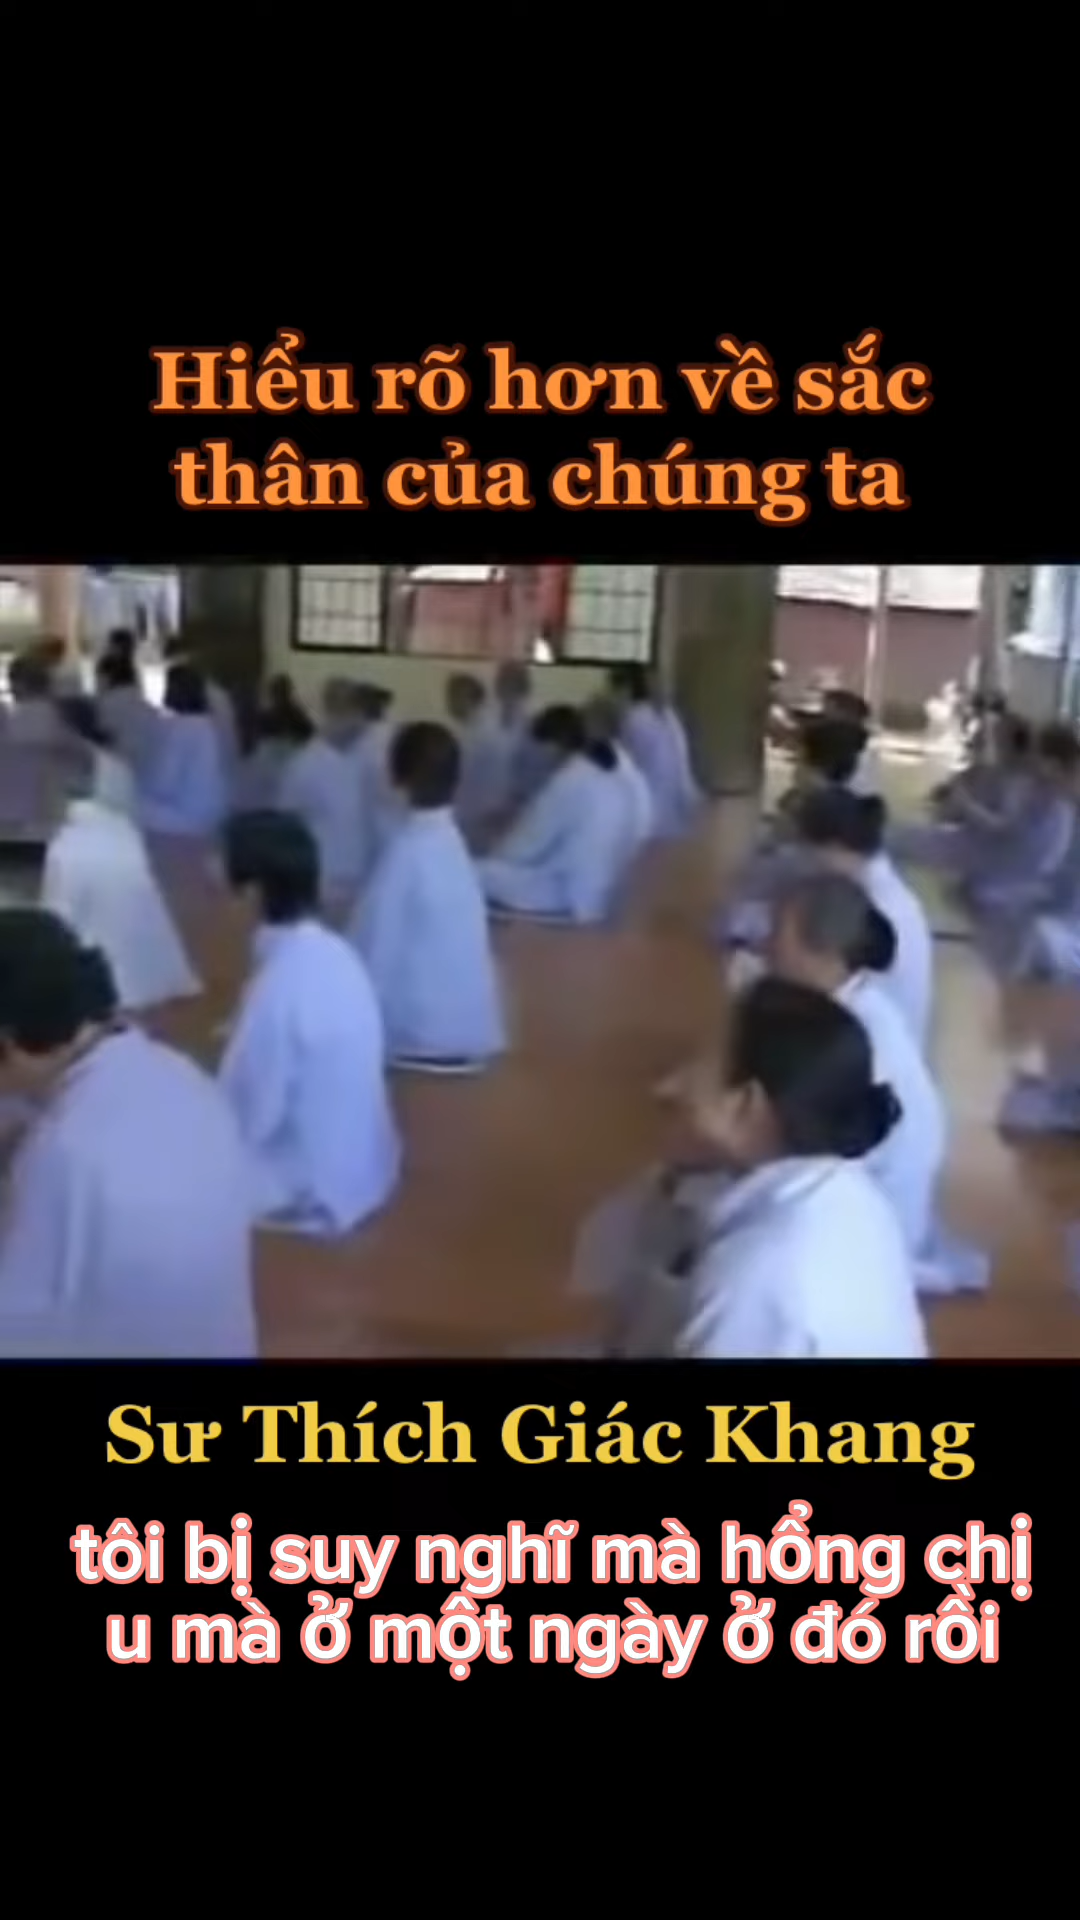 Hiểu rõ hơn về sắc
thân của chúng ta
Sư Thích Giác Khang
tôi bị suy nghĩ mà hổng chị
u mà ở một ngày ở đó rồi